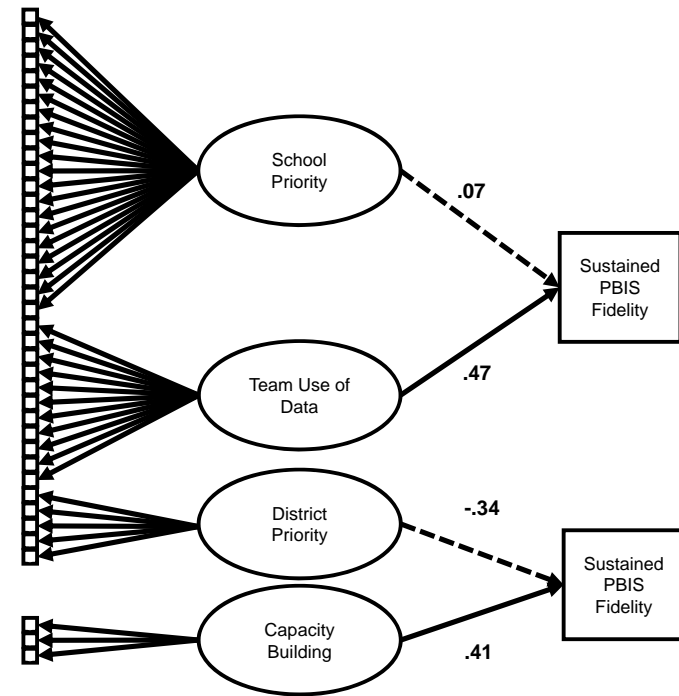 School
Priority
.07
Sustained
PBIS
Fidelity
Team Use of
Data
.47
District
Priority
-.34
Sustained
PBIS
Fidelity
Capacity
Building
.41